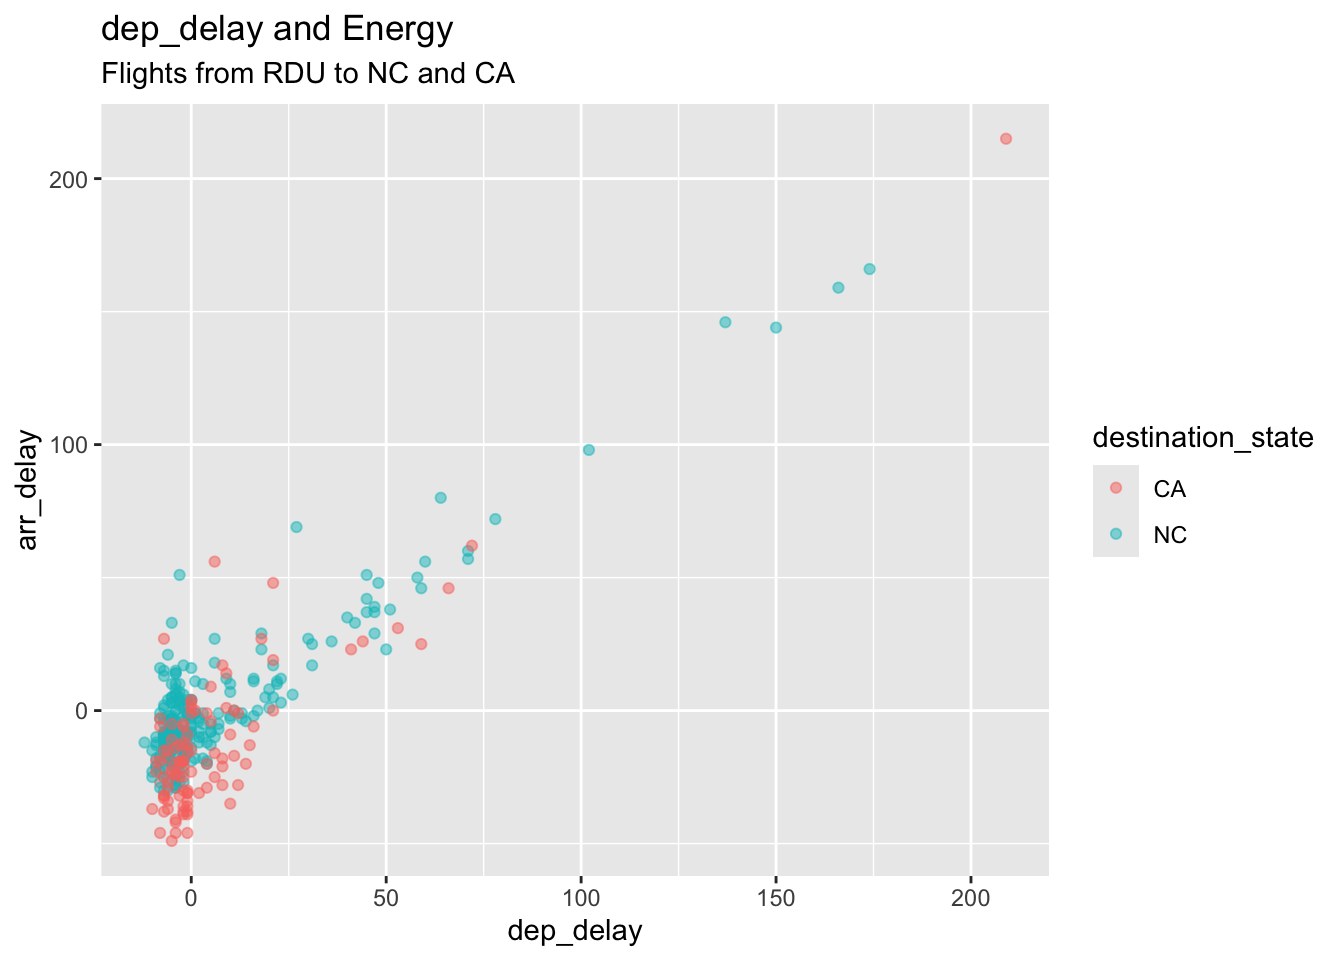 dep_delay and Energy
Flights from RDU to NC and CA
200
100
0
arr_delay
0 50 100 150 200
dep_delay
destination_state
CA
NC